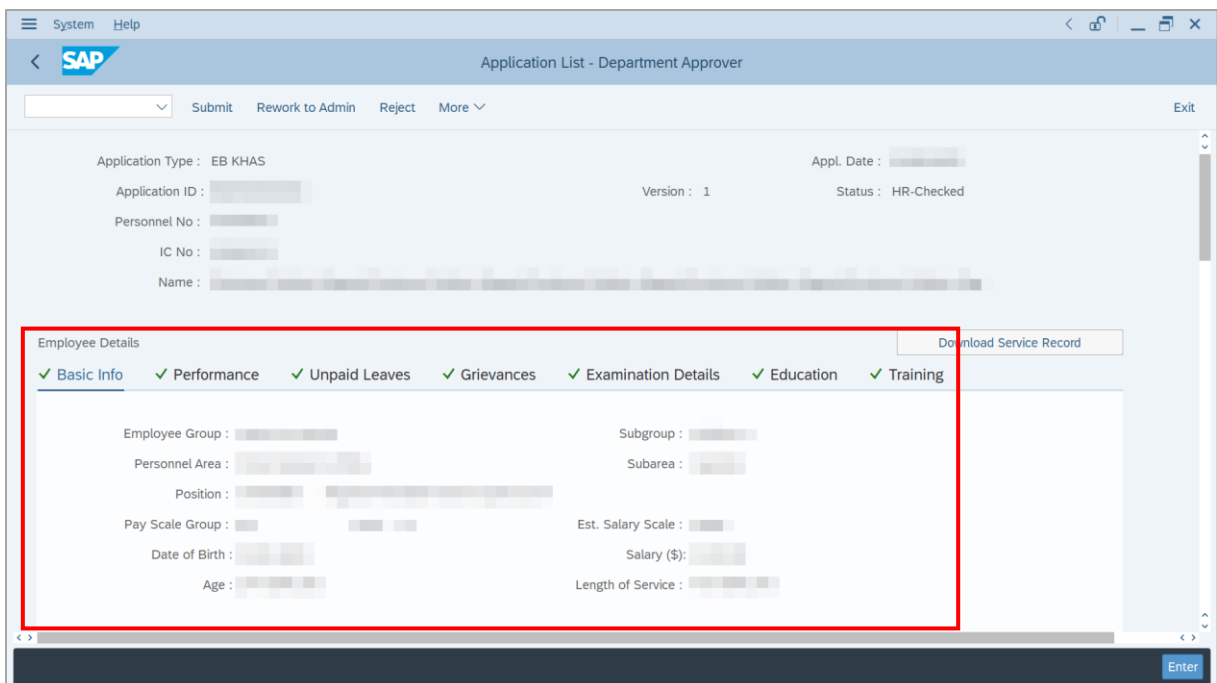 System Help
SAP Application List - Department Approver
Submit Rework to Admin Reject More Exit
Application Type : EB KHAS Appl. Date :
Application ID : Version : 1 Status : HR-Checked
Personnel No :
IC No :
Name :
Employee Details Download Service Record
Basic Info Performance Unpaid Leaves Grievances Examination Details Education Training
Employee Group : Subgroup :
Personnel Area : Subarea :
Position :
Pay Scale Group : Est. Salary Scale :
Date of Birth : Salary ($):
Age : Length of Service :
Enter